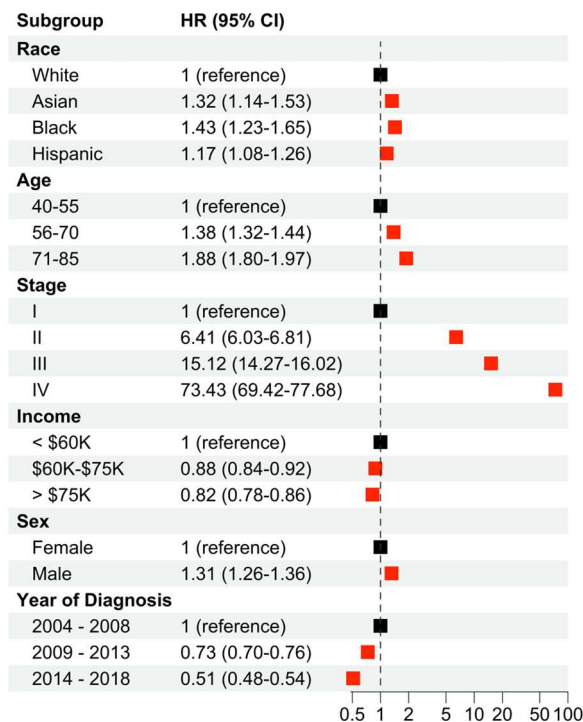 Subgroup HR (95% CI)
Race
White 1 (reference)
Asian 1.32 (1.14-1.53)
Black 1.43 (1.23-1.65)
Hispanic 1.17 (1.08-1.26)
Age
40-55 1 (reference)
56-70 1.38 (1.32-1.44)
71-85 1.88 (1.80-1.97)
Stage
I 1 (reference)
II 6.41 (6.03-6.81)
III 15.12 (14.27-16.02)
IV 73.43 (69.42-77.68)
Income
< $60K 1 (reference)
$60K-$75K 0.88 (0.84-0.92)
> $75K 0.82 (0.78-0.86)
Sex
Female 1 (reference)
Male 1.31 (1.26-1.36)
Year of Diagnosis
2004 - 2008 1 (reference)
2009 - 2013 0.73 (0.70-0.76)
2014 - 2018 0.51 (0.48-0.54)
0.5 1 2 5 10 20 50 100